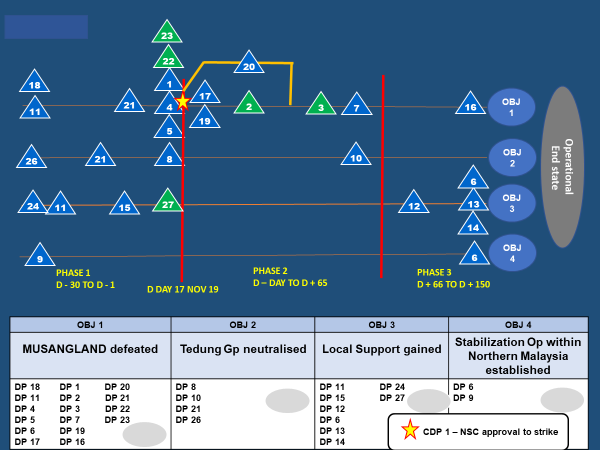 23
22
20
18
1
17
21
4
2
3
7
16
OBJ
1
11
19
5
26
21
8
10
OBJ
2
Operational
End state
6
24
11
15
27
12
13
OBJ
3
14
9
6
OBJ
4
PHASE 1
D - 30 TO D - 1
D DAY 17 NOV 19
PHASE 2
D – DAY TO D + 65
PHASE 3
D + 66 TO D + 150
OBJ 1 OBJ 2 OBJ 3 OBJ 4
MUSANGLAND defeated
Tedung Gp neutralised
Local Support gained
Stabilization Op within
Northern Malaysia
established
DP 18 DP 1 DP 20
DP 11 DP 2 DP 21
DP 4 DP 3 DP 22
DP 5 DP 7 DP 23
DP 6 DP 19
DP 17 DP 16
DP 8
DP 10
DP 21
DP 26
DP 11 DP 24
DP 15 DP 27
DP 12
DP 6
DP 13
DP 14
DP 6
DP 9
CDP 1 – NSC approval to strike